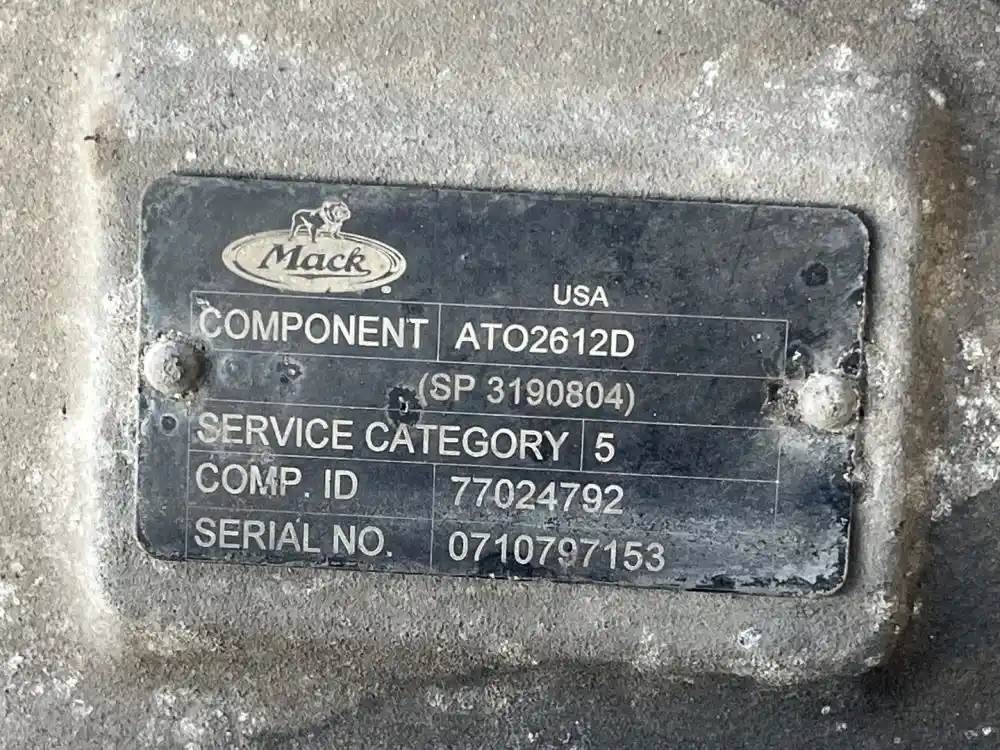 Mack
®
USA
COMPONENT ATO2612D
(SP 3190804)
SERVICE CATEGORY 5
COMP. ID 77024792
SERIAL NO. 0710797153